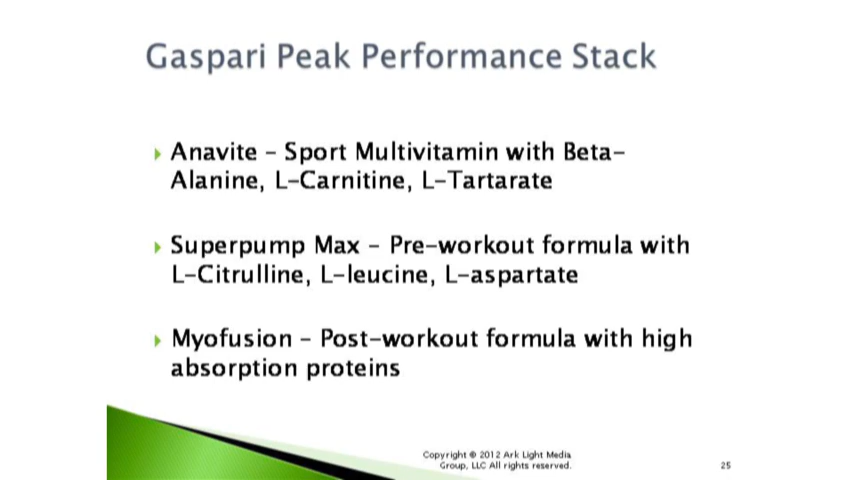 Gaspari Peak Performance Stack
Anavite - Sport Multivitamin with Beta-
Alanine, L-Carnitine, L-Tartarate
Superpump Max - Pre-workout formula with
L-Citrulline, L-leucine, L-aspartate
Myofusion - Post-workout formula with high
absorption proteins
Copyright © 2012 Ark Light Media
Group, LLC All rights reserved.
25